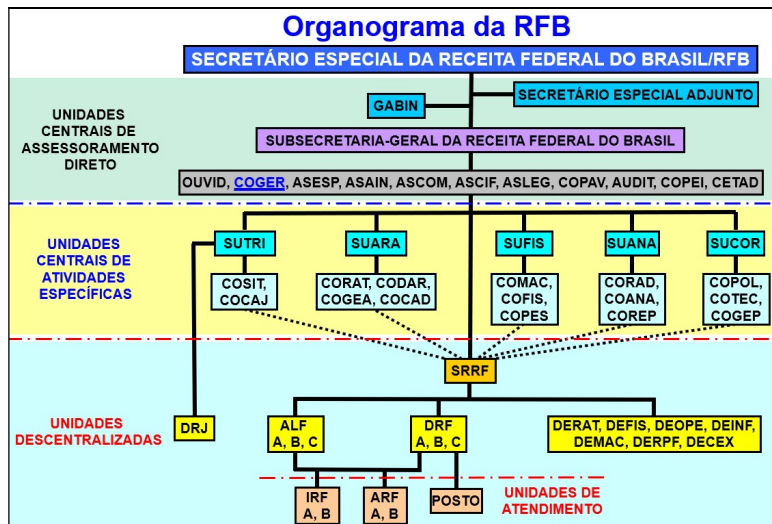 Organograma da RFB
SECRETÁRIO ESPECIAL DA RECEITA FEDERAL DO BRASIL/RFB
UNIDADES
CENTRAIS DE
ASSESSORAMENTO
DIRETO
GABIN
SECRETÁRIO ESPECIAL ADJUNTO
SUBSECRETARIA-GERAL DA RECEITA FEDERAL DO BRASIL
OUVID, COGER, ASESP, ASAIN, ASCOM, ASCIF, ASLEG, COPAV, AUDIT, COPEI, CETAD
UNIDADES
CENTRAIS DE
ATIVIDADES
ESPECÍFICAS
SUTRI
SUARA
SUFIS
SUANA
SUCOR
COSIT,
COCAJ
CORAT, CODAR,
COGEA, COCAD
COMAC,
COFIS,
COPES
CORAD,
COANA,
COREP
COPOL,
COTEC,
COGEP
SRRF
UNIDADES
DESCENTRALIZADAS
DRJ
ALF
A, B, C
DRF
A, B, C
DERAT, DEFIS, DEOPE, DEINF,
DEMAC, DERPF, DECEX
IRF
A, B
ARF
A, B
POSTO
UNIDADES DE
ATENDIMENTO